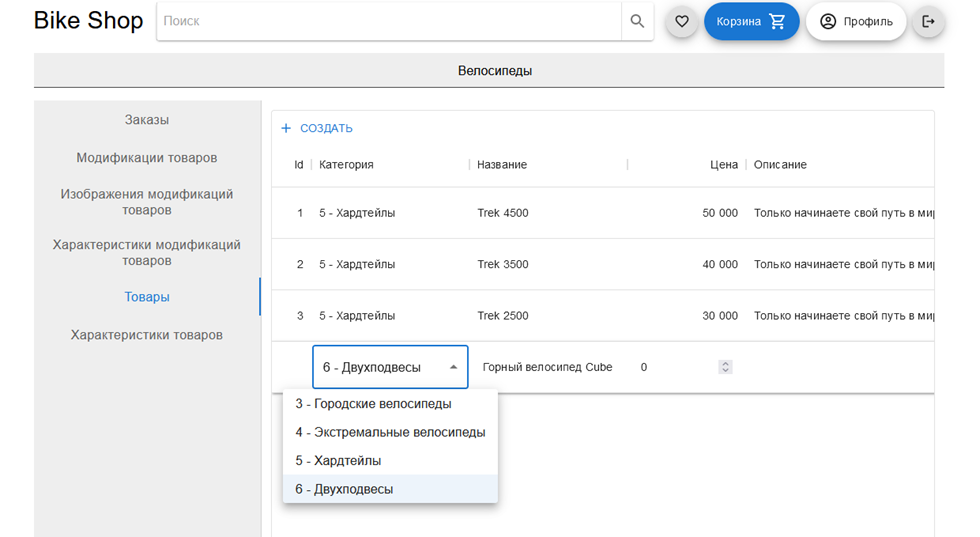 Bike Shop
Поиск
Корзина
Профиль
Велосипеды
Заказы
Модификации товаров
Изображения модификаций
товаров
Характеристики модификаций
товаров
Товары
Характеристики товаров
+ СОЗДАТЬ
Id Категория Название Цена Описание
1 5 - Хардтейлы Trek 4500 50 000 Только начинаете свой путь в
2 5 - Хардтейлы Trek 3500 40 000 Только начинаете свой путь в
3 5 - Хардтейлы Trek 2500 30 000 Только начинаете свой путь в
6 - Двухподвесы Горный велосипед Cube 0
3 - Городские велосипеды
4 - Экстремальные велосипеды
5 - Хардтейлы
6 - Двухподвесы